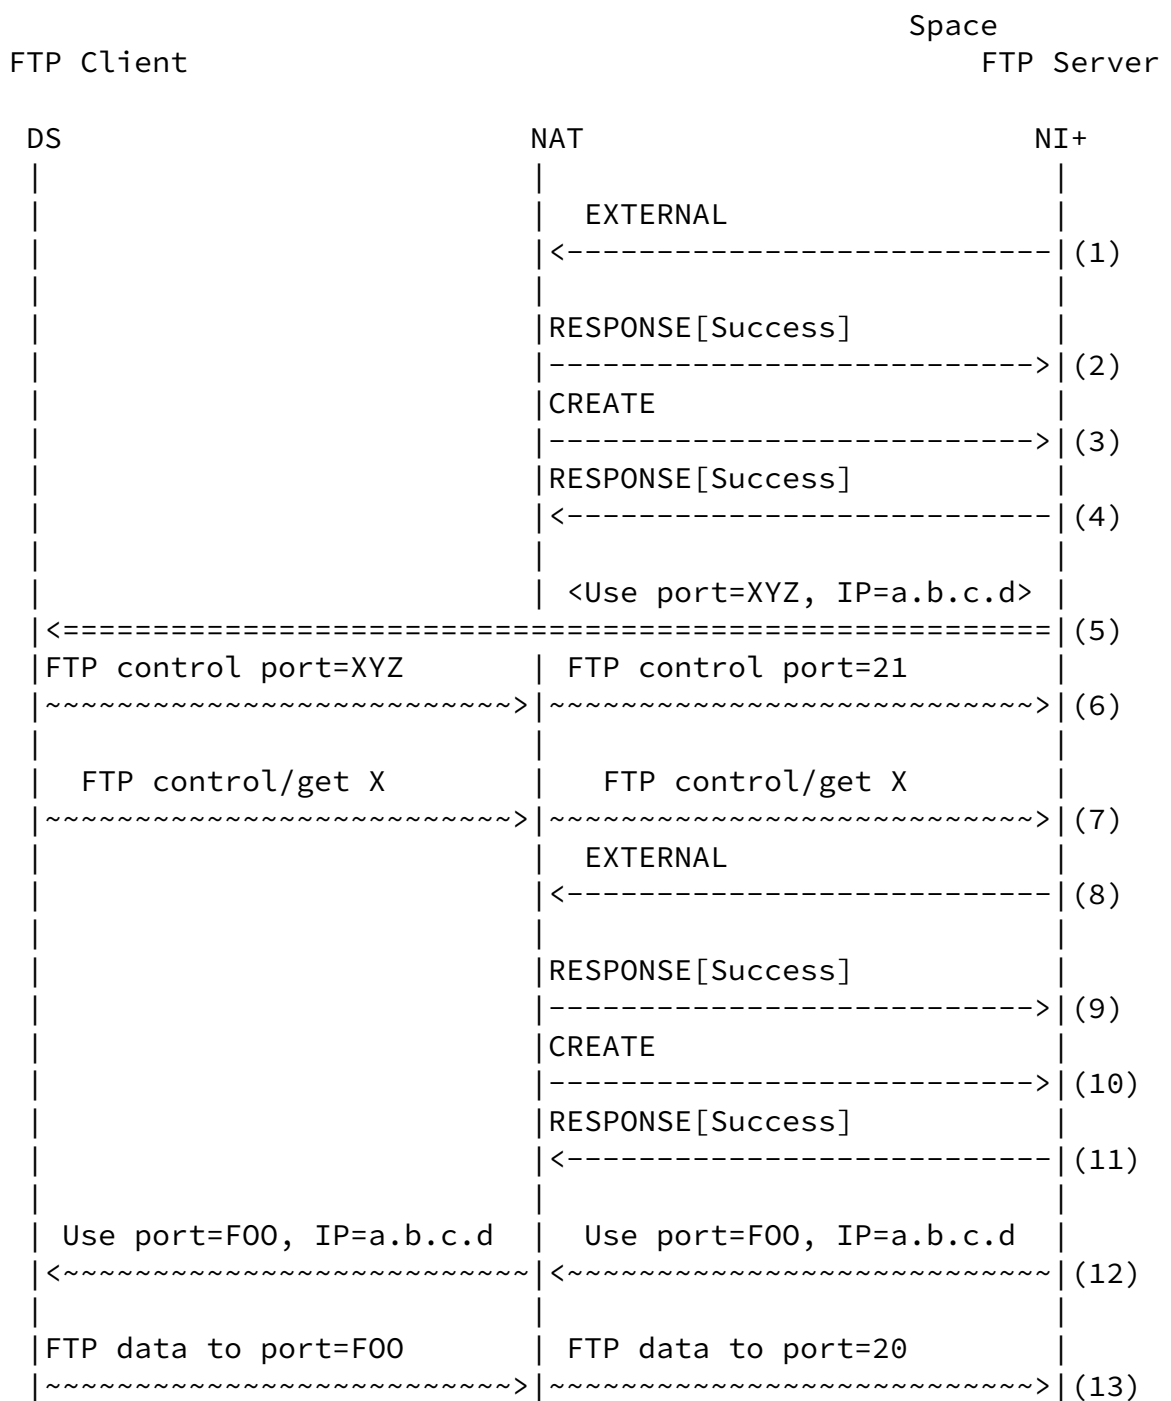 Space
FTP Client FTP Server
DS NAT NI+
| | |
| | EXTERNAL |
| |<---------------------------|(1)
| | |
| |RESPONSE[Success] |
| |--------------------------->|(2)
| |CREATE |
| |--------------------------->|(3)
| |RESPONSE[Success] |
| |<---------------------------|(4)
| | |
| | <Use port=XYZ, IP=a.b.c.d> |
|<=======================================================|(5)
|FTP control port=XYZ | FTP control port=21 |
|~~~~~~~~~~~~~~~~~~~~~~~~~~>|~~~~~~~~~~~~~~~~~~~~~~~~~~~>|(6)
| | |
| FTP control/get X | FTP control/get X |
|~~~~~~~~~~~~~~~~~~~~~~~~~~>|~~~~~~~~~~~~~~~~~~~~~~~~~~~>|(7)
| | EXTERNAL |
| |<---------------------------|(8)
| | |
| |RESPONSE[Success] |
| |--------------------------->|(9)
| |CREATE |
| |--------------------------->|(10)
| |RESPONSE[Success] |
| |<---------------------------|(11)
| | |
| Use port=FOO, IP=a.b.c.d | Use port=FOO, IP=a.b.c.d |
|<~~~~~~~~~~~~~~~~~~~~~~~~~~|<~~~~~~~~~~~~~~~~~~~~~~~~~~~|(12)
| | |
|FTP data to port=FOO | FTP data to port=20 |
|~~~~~~~~~~~~~~~~~~~~~~~~~~>|~~~~~~~~~~~~~~~~~~~~~~~~~~~>|(13)